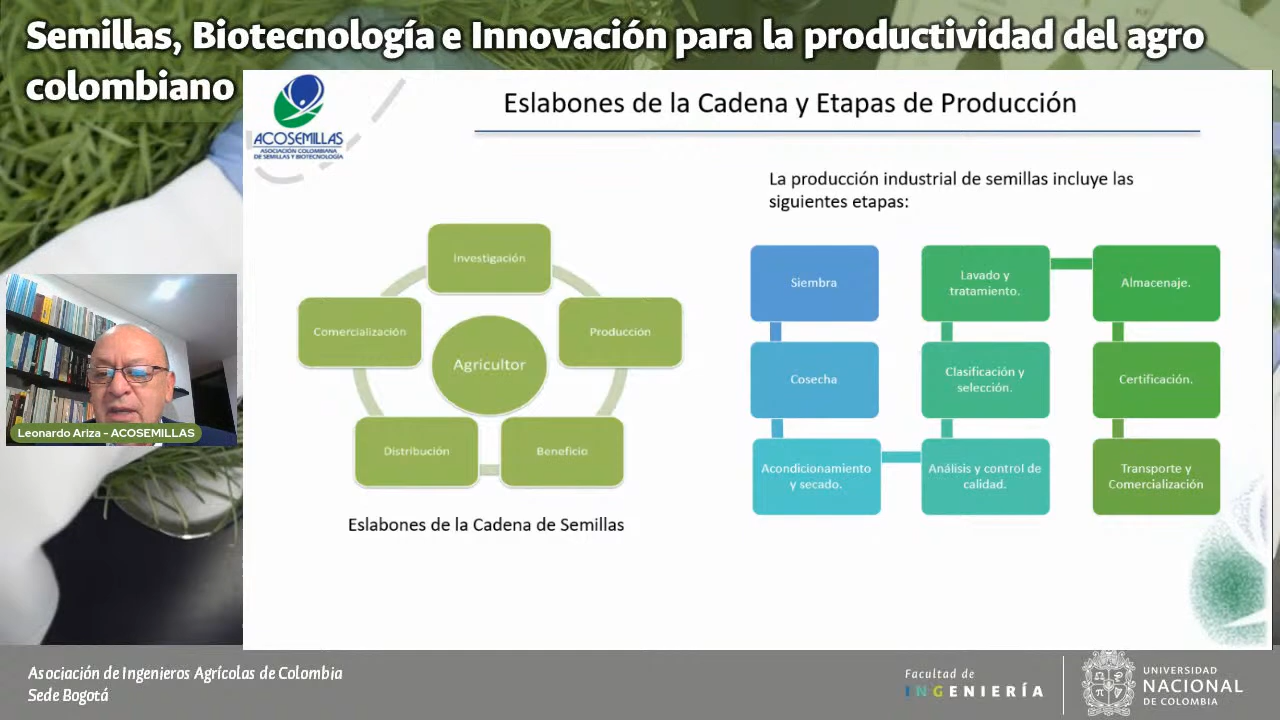 Semillas, Biotecnología e Innovación para la productividad del agro
colombiano
ACOSEMILLAS
ASOCIACIÓN COLOMBIANA
DE SEMILLAS Y BIOTECNOLOGÍA
Eslabones de la Cadena y Etapas de Producción
Investigación
Comercialización
Producción
Agricultor
Distribución
Beneficio
Eslabones de la Cadena de Semillas
La producción industrial de semillas incluye las
siguientes etapas:
Siembra
Cosecha
Acondicionamiento
y secado.
Análisis y control de
calidad.
Clasificación y
selección.
Lavado y
tratamiento.
Almacenaje.
Certificación.
Transporte y
Comercialización
Leonardo Ariza - ACOSEMILLAS
Asociación de Ingenieros Agrícolas de Colombia
Sede Bogotá
Facultad de
INGENIERÍA
UNIVERSIDAD
NACIONAL
DE COLOMBIA